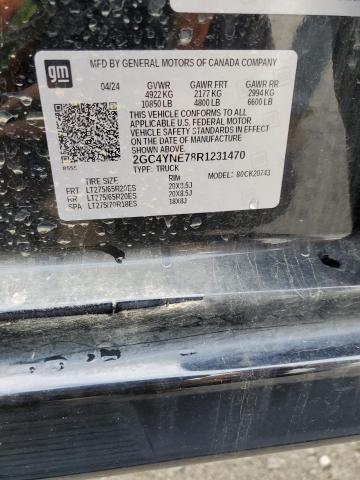 gm
MFD BY GENERAL MOTORS OF CANADA COMPANY
04/24 GVWR GAWR FRT GAWR RR
4922 KG 2177 KG 2994 KG
10850 LB 4800 LB 6600 LB
THIS VEHICLE CONFORMS TO ALL
APPLICABLE U.S. FEDERAL MOTOR
VEHICLE SAFETY STANDARDS IN
EFFECT ON THE DATE OF MANUFACTURE
SHOWN ABOVE.
2GC4YNE78R1231470
TYPE: TRUCK MODEL: 80CK20743
TIRE SIZE RIM
FRT LT275/65R20ES 20X8.5J
RR LT275/65R20ES 20X8.5J
SPA LT275/70R18ES 18X8J